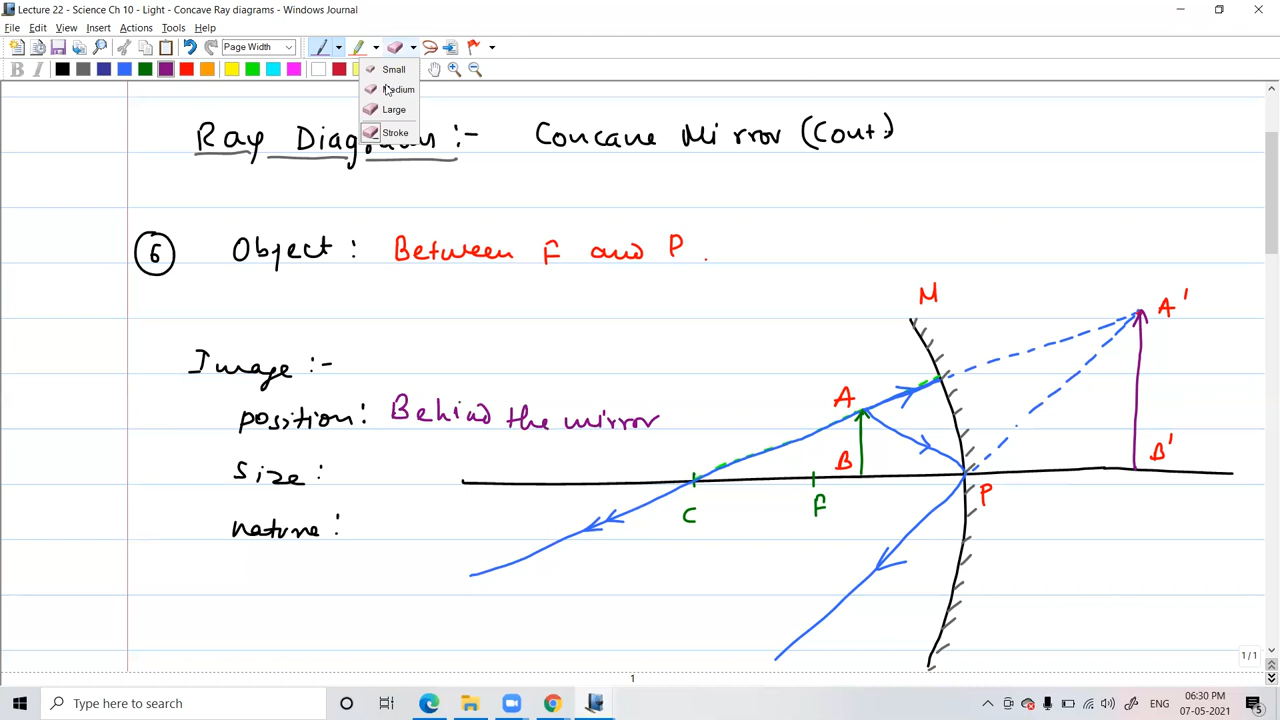 Lecture 22 - Science Ch 10 - Light - Concave Ray diagrams - Windows Journal
File Edit View Insert Actions Tools Help
Page Width
B I
Small
Medium
Large
Stroke
Ray Diagram :- Concave Mirror (Cont.)
6 Object : Between F and P.
M
A'
Image :-
A
position : Behind the mirror
B
B'
size :
P
C
F
nature :
1/1
1
Type here to search
ENG
06:30 PM
07-05-2021
5